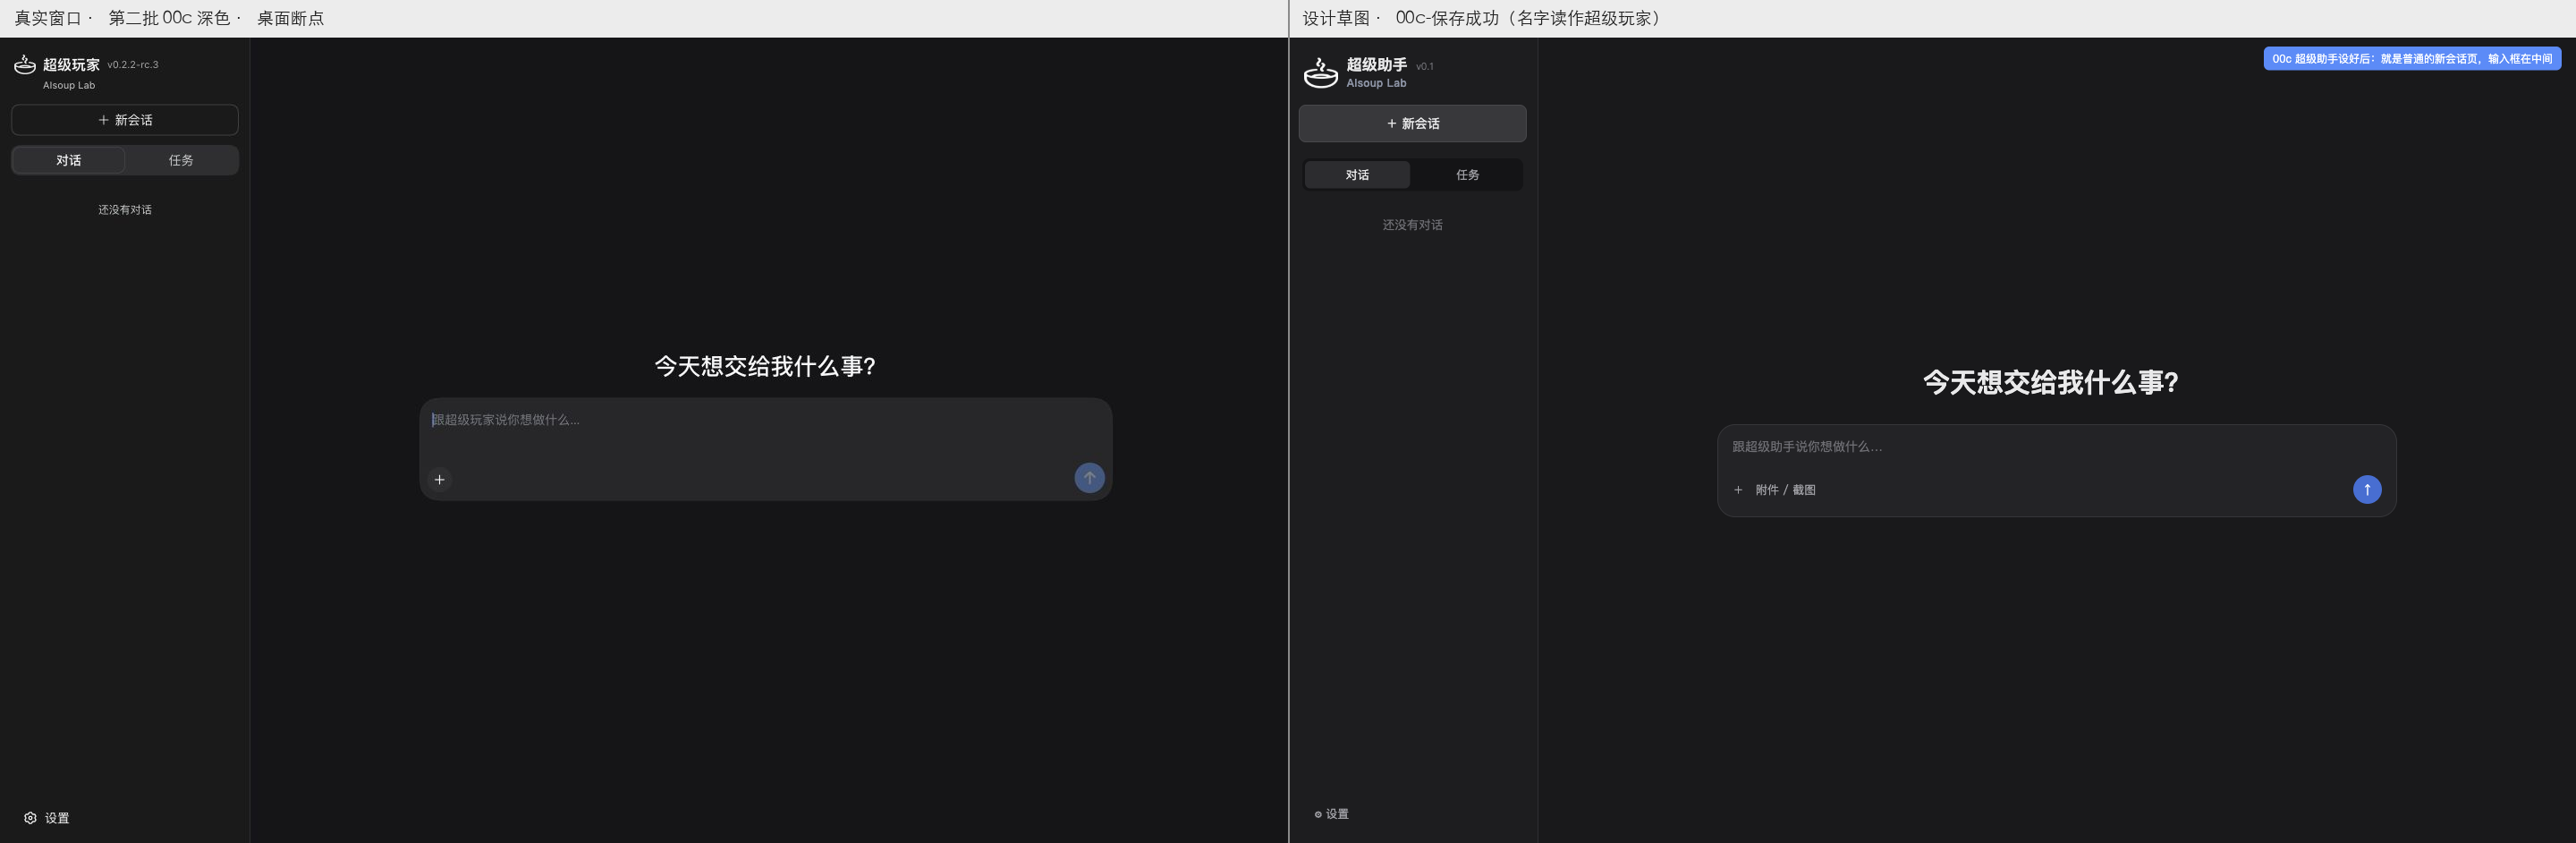 真实窗口 · 第二批 00c 深色 · 桌面断点
超级玩家 v0.2.2-rc.3
AIsoup Lab
+ 新会话
对话 任务
还没有对话
今天想交给我什么事?
跟超级玩家说你想做什么...
+
设置
设计草图 · 00c-保存成功（名字读作超级玩家）
超级助手 v0.1
AIsoup Lab
00c 超级助手设好后：就是普通的新会话页，输入框在中间
+ 新会话
对话 任务
还没有对话
今天想交给我什么事?
跟超级助手说你想做什么...
+ 附件 / 截图
设置